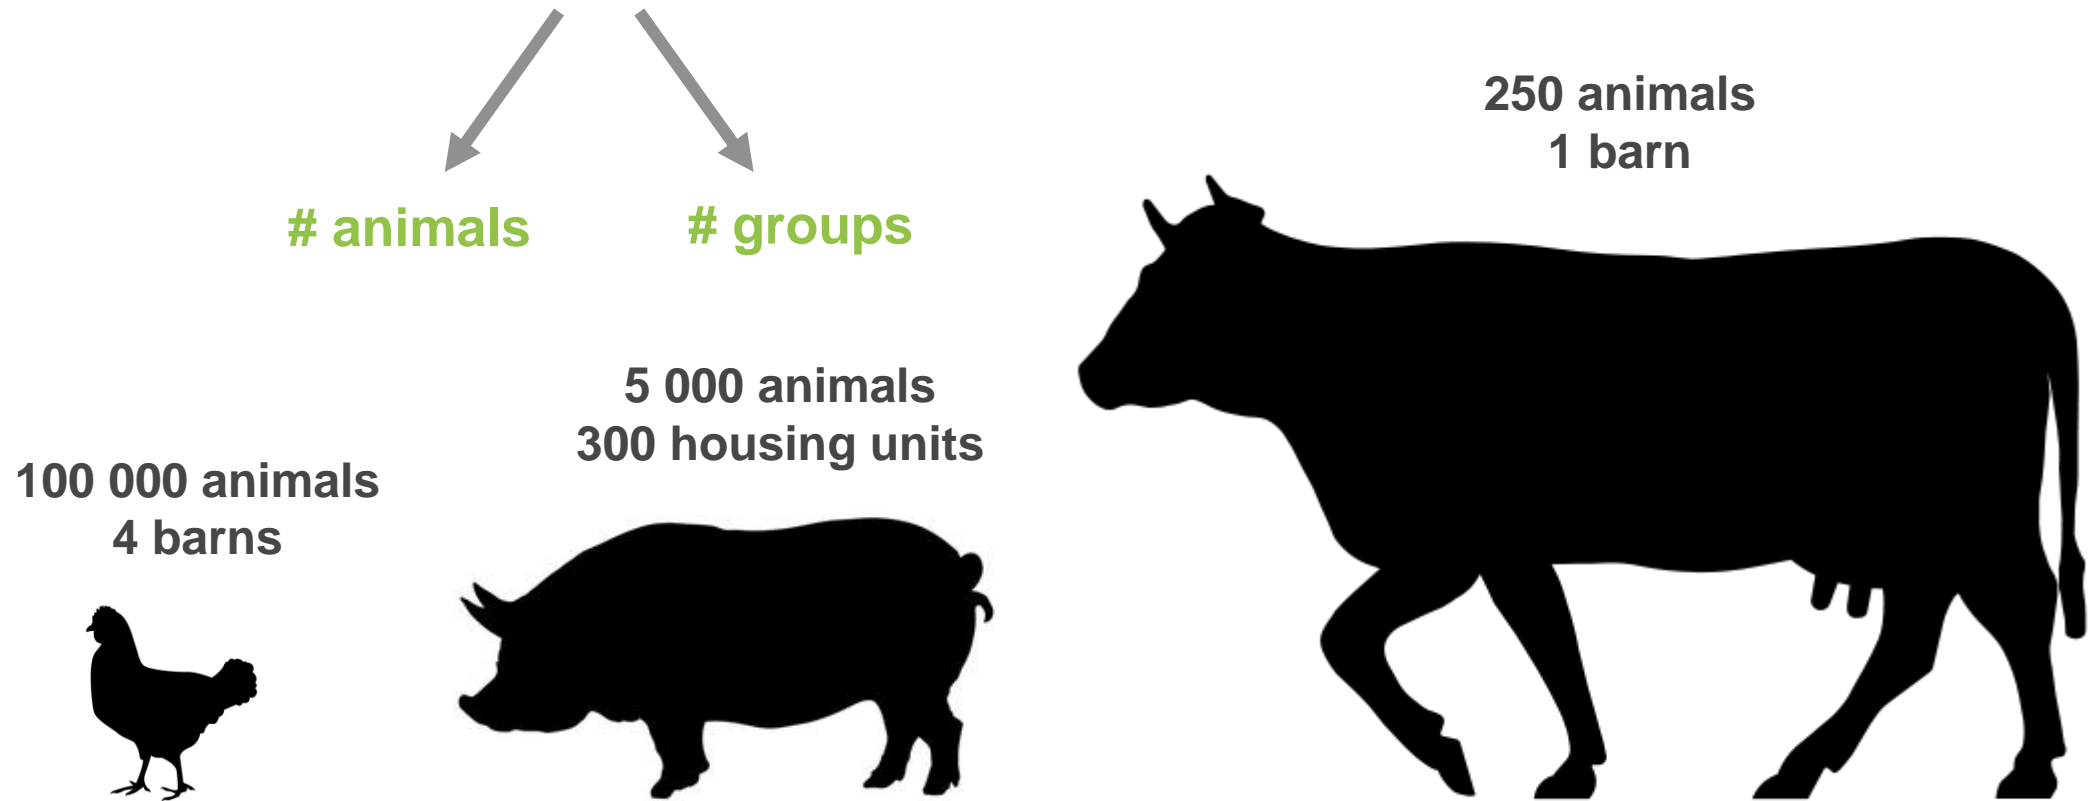 # animals
# groups
250 animals
1 barn
5 000 animals
300 housing units
100 000 animals
4 barns